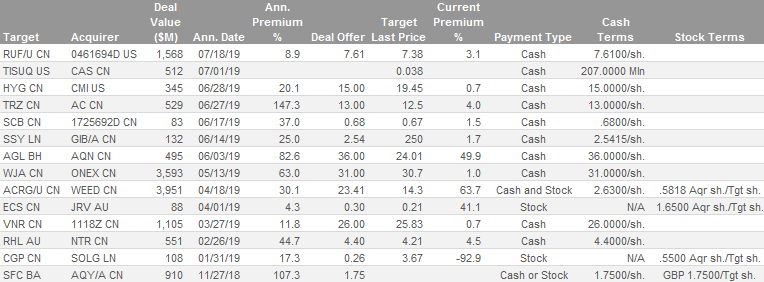 Deal Ann. Target Current
Value Premium Last Premium Cash
Target Acquirer ($M) Ann. Date % Deal Offer Price % Payment Type Terms Stock Terms
RUF/U CN 0461694D US 1,568 07/18/19 8.9 7.61 7.38 3.1 Cash 7.6100/sh.
TISUQ US CAS CN 512 07/01/19 0.038 Cash 207.0000 Mln
HYG CN CMI US 345 06/28/19 20.1 15.00 19.45 0.7 Cash 15.0000/sh.
TRZ CN AC CN 529 06/27/19 147.3 13.00 12.5 4.0 Cash 13.0000/sh.
SCB CN 1725692D CN 83 06/17/19 37.0 0.68 0.67 1.5 Cash .6800/sh.
SSY LN GIB/A CN 132 06/14/19 25.0 2.54 250 1.7 Cash 2.5415/sh.
AGL BH AQN CN 495 06/03/19 82.6 36.00 24.01 49.9 Cash 36.0000/sh.
WJA CN ONEX CN 3,593 05/13/19 63.0 31.00 30.7 1.0 Cash 31.0000/sh.
ACRG/U CN WEED CN 3,951 04/18/19 30.1 23.41 14.3 63.7 Cash and Stock 2.6300/sh. .5818 Aqr sh./Tgt sh.
ECS CN JRV AU 88 04/01/19 4.3 0.30 0.21 41.1 Stock N/A 1.6500 Aqr sh./Tgt sh.
VNR CN 1118Z CN 1,105 03/27/19 11.8 26.00 25.83 0.7 Cash 26.0000/sh.
RHL AU NTR CN 551 02/26/19 44.7 4.40 4.21 4.5 Cash 4.4000/sh.
CGP CN SOLG LN 108 01/31/19 17.3 0.26 3.67 -92.9 Stock N/A .5500 Aqr sh./Tgt sh.
SFC BA AQY/A CN 910 11/27/18 107.3 1.75 Cash or Stock 1.7500/sh. GBP 1.7500/Tgt sh.